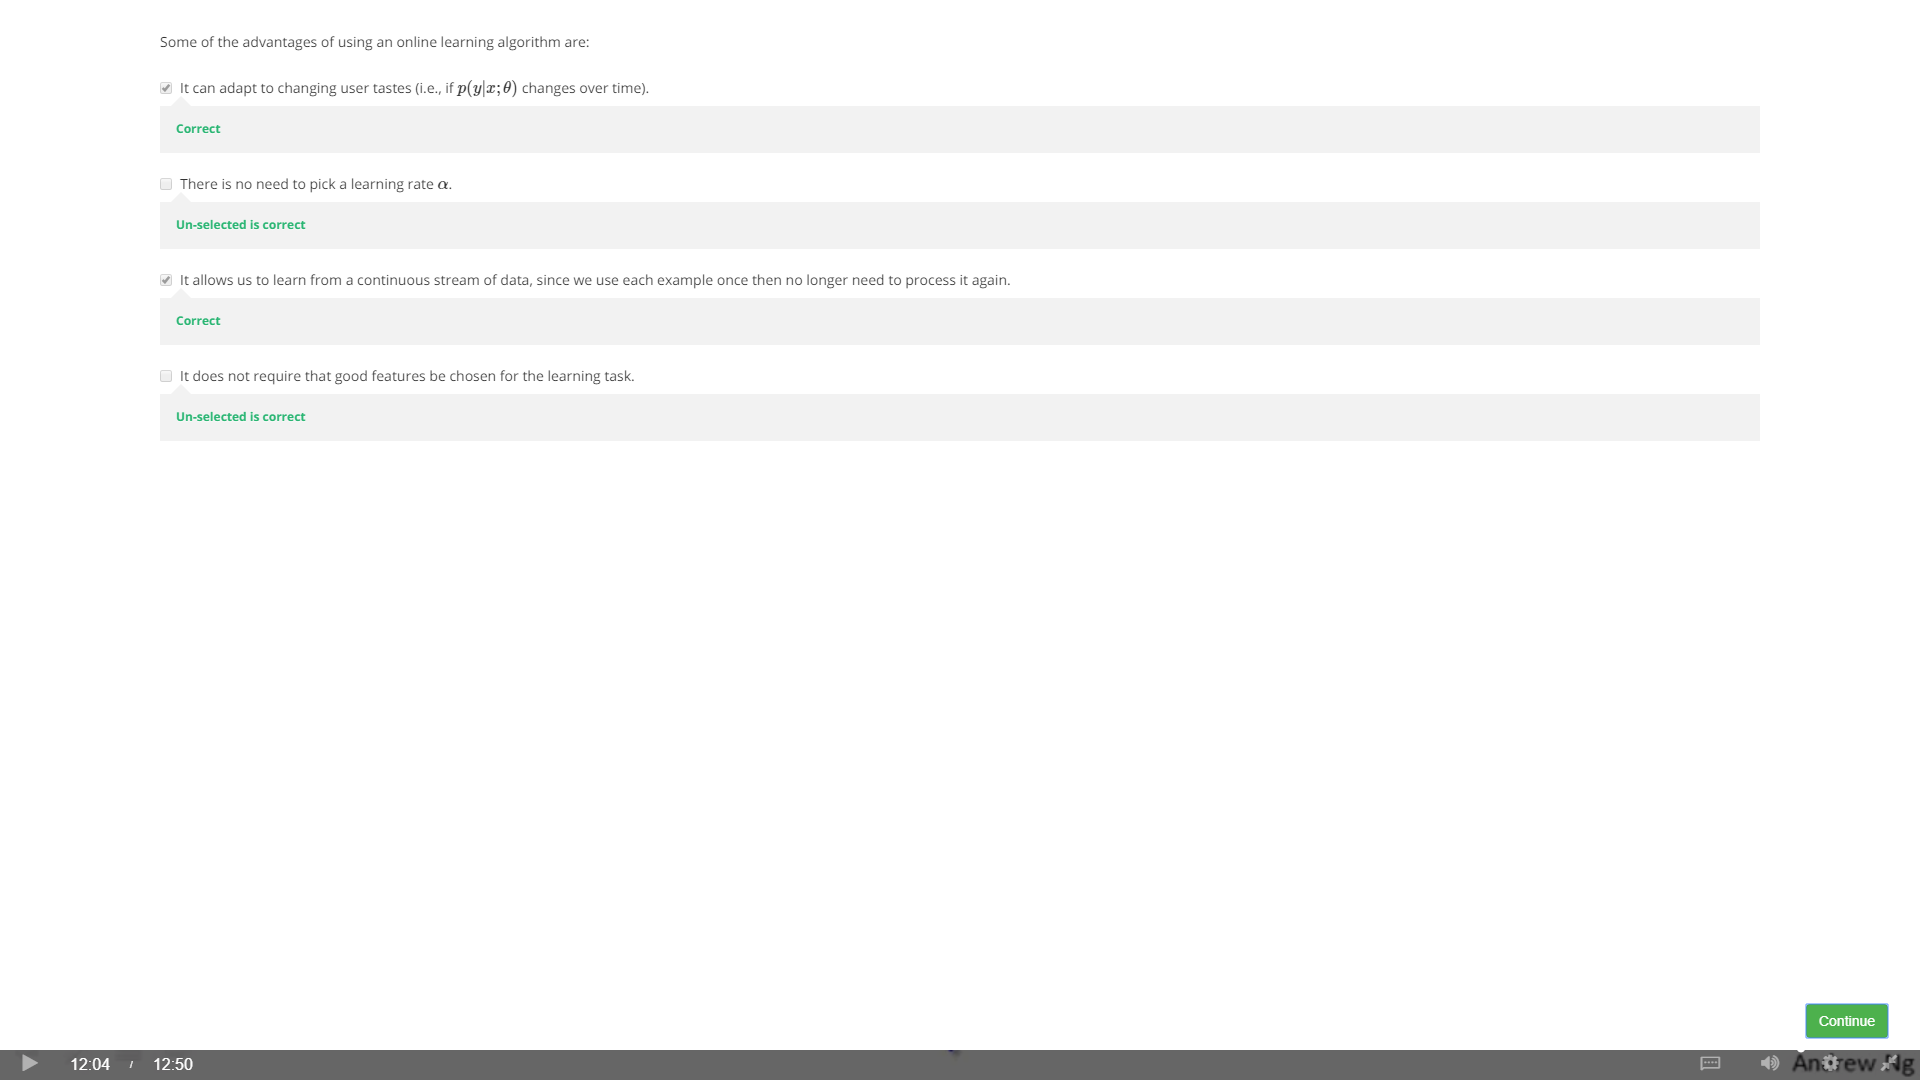 Some of the advantages of using an online learning algorithm are:
It can adapt to changing user tastes (i.e., if p(y|x; θ) changes over time).
Correct
There is no need to pick a learning rate α.
Un-selected is correct
It allows us to learn from a continuous stream of data, since we use each example once then no longer need to process it again.
Correct
It does not require that good features be chosen for the learning task.
Un-selected is correct
Continue
12:04 / 12:50
Andrew Ng